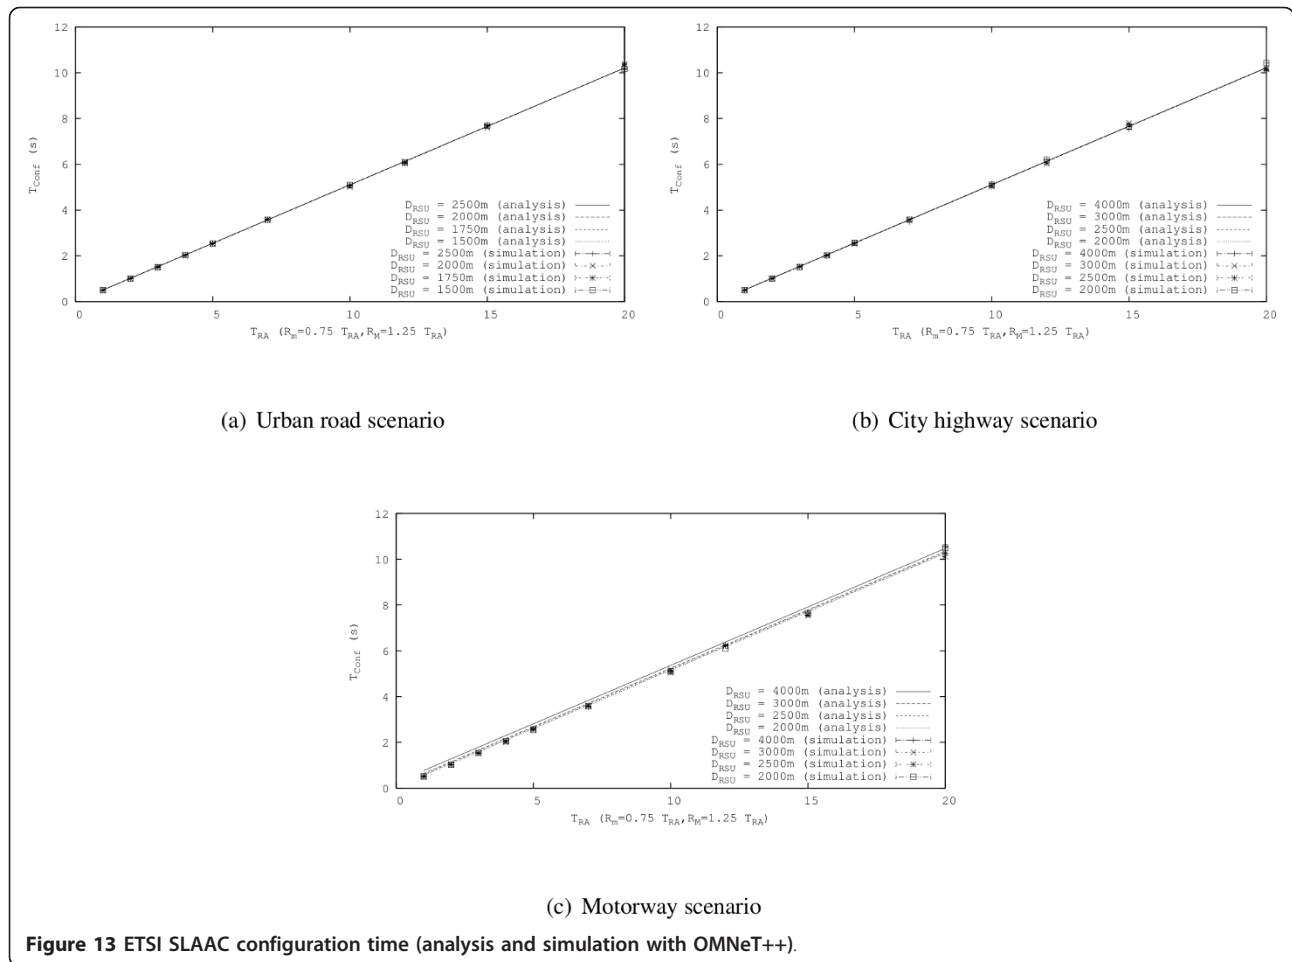 12
10
8
6
4
2
0
T_Conf (s)
D_RSU = 2500m (analysis)
D_RSU = 2000m (analysis)
D_RSU = 1750m (analysis)
D_RSU = 1500m (analysis)
D_RSU = 2500m (simulation)
D_RSU = 2000m (simulation)
D_RSU = 1750m (simulation)
D_RSU = 1500m (simulation)
0 5 10 15 20
T_RA (R_m=0.75 T_RA,R_M=1.25 T_RA)
(a) Urban road scenario
12
10
8
6
4
2
0
T_Conf (s)
D_RSU = 4000m (analysis)
D_RSU = 3000m (analysis)
D_RSU = 2500m (analysis)
D_RSU = 2000m (analysis)
D_RSU = 4000m (simulation)
D_RSU = 3000m (simulation)
D_RSU = 2500m (simulation)
D_RSU = 2000m (simulation)
0 5 10 15 20
T_RA (R_m=0.75 T_RA,R_M=1.25 T_RA)
(b) City highway scenario
12
10
8
6
4
2
0
T_Conf (s)
D_RSU = 4000m (analysis)
D_RSU = 3000m (analysis)
D_RSU = 2500m (analysis)
D_RSU = 2000m (analysis)
D_RSU = 4000m (simulation)
D_RSU = 3000m (simulation)
D_RSU = 2500m (simulation)
D_RSU = 2000m (simulation)
0 5 10 15 20
T_RA (R_m=0.75 T_RA,R_M=1.25 T_RA)
(c) Motorway scenario
Figure 13 ETSI SLAAC configuration time (analysis and simulation with OMNeT++).